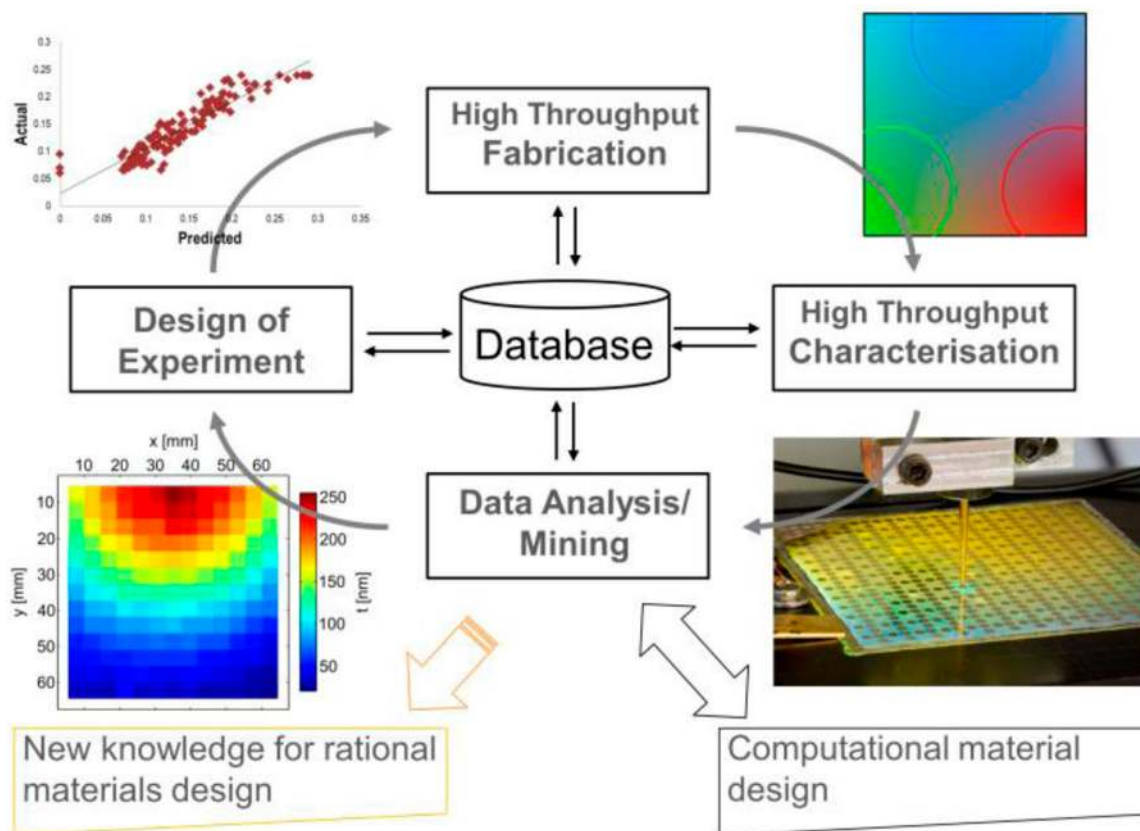 0.3
0.25
0.2
0.15
0.1
0.05
0
Actual
0. 0.05 0.1 0.15 0.2 0.25 0.3 0.35
Predicted
High Throughput
Fabrication
Design of
Experiment
Database
High Throughput
Characterisation
x [mm]
10 20 30 40 50 60
10
20
30
40
50
60
y [mm]
250
200
150
100
50
t [nm]
Data Analysis/
Mining
New knowledge for rational
materials design
Computational material
design